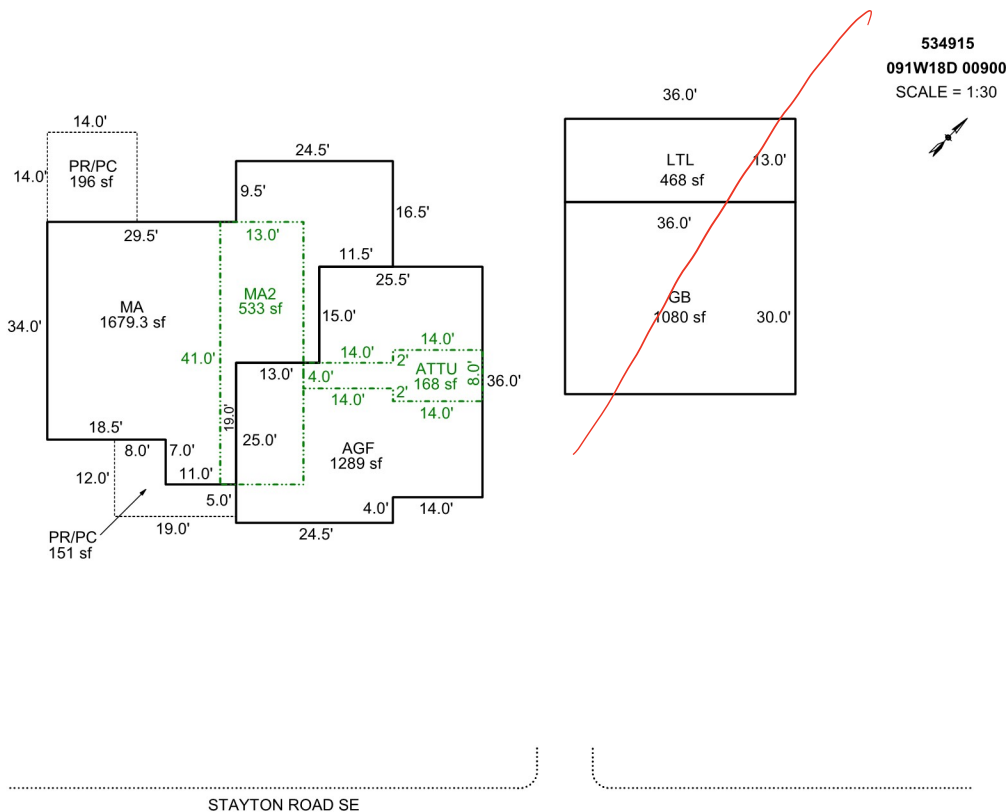 534915
091W18D 00900
SCALE = 1:30
36.0'
14.0'
24.5'
PR/PC
196 sf
14.0'
9.5'
LTL
468 sf
13.0'
16.5'
29.5'
13.0'
36.0'
11.5'
25.5'
MA
1679.3 sf
MA2
533 sf
GB
1080 sf
34.0'
15.0'
30.0'
41.0'
14.0'
14.0'
2'
ATTU
168 sf
8.0'
36.0'
13.0'
4.0'
14.0'
2'
14.0'
19.0'
18.5'
8.0'
7.0'
25.0'
AGF
1289 sf
12.0'
11.0'
5.0'
4.0'
14.0'
19.0'
24.5'
PR/PC
151 sf
STAYTON ROAD SE